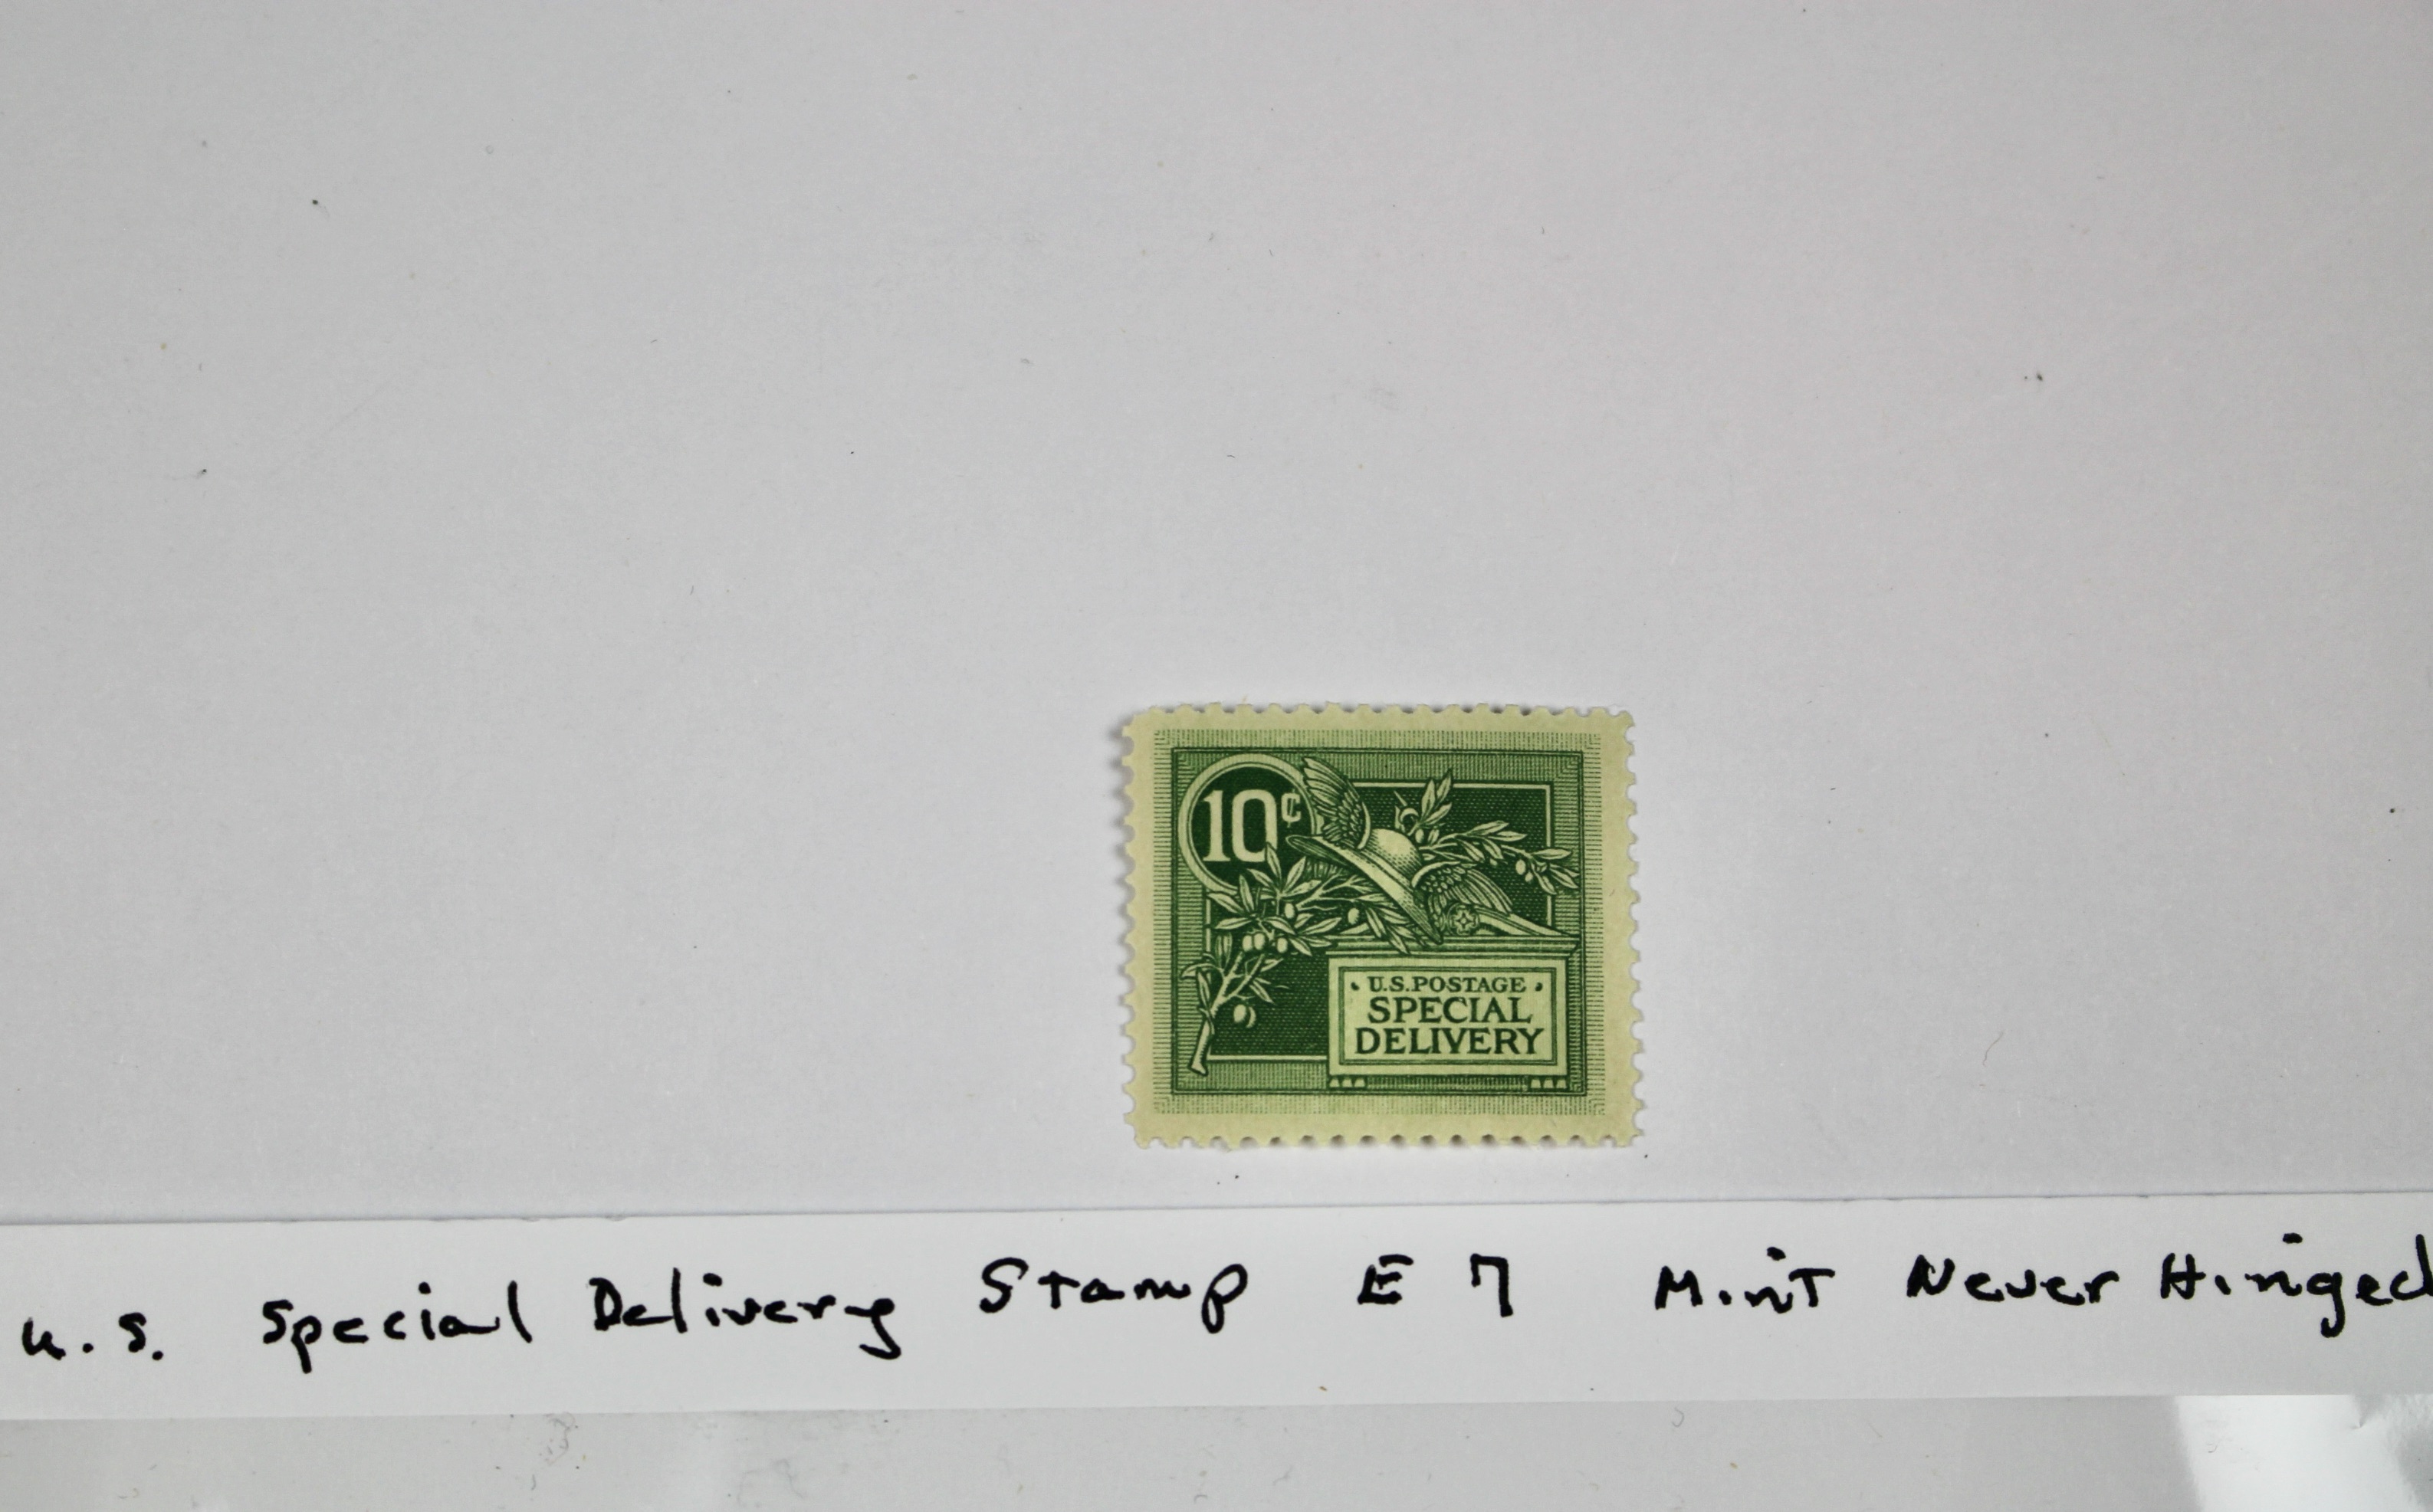 10¢
• U.S. POSTAGE •
SPECIAL
DELIVERY
U.S. Special Delivery Stamp E 7 Mint Never Hinged